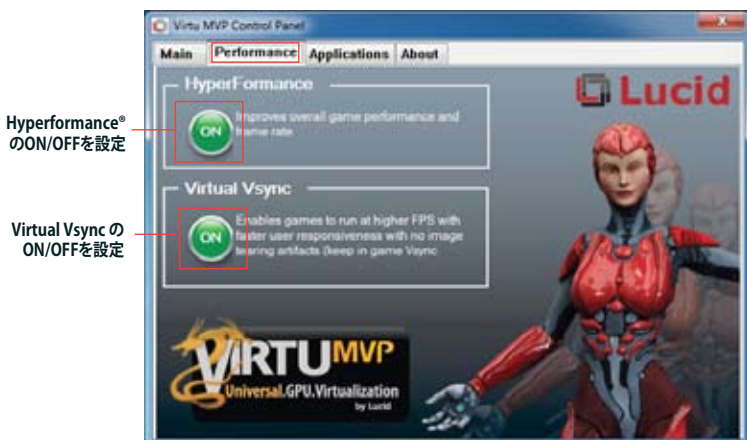 Virtu MVP Control Panel
Main Performance Applications About
HyperFormance
Lucid
Hyperformance®
のON/OFFを設定
ON
Improves overall game performance and
frame rate
Virtual Vsync
Virtual Vsync の
ON/OFFを設定
ON
Enables games to run at higher FPS with
faster user responsiveness with no image
tearing artifacts (keep in game Vsync
VIRTU MVP
Universal.GPU.Virtualization
by Lucid